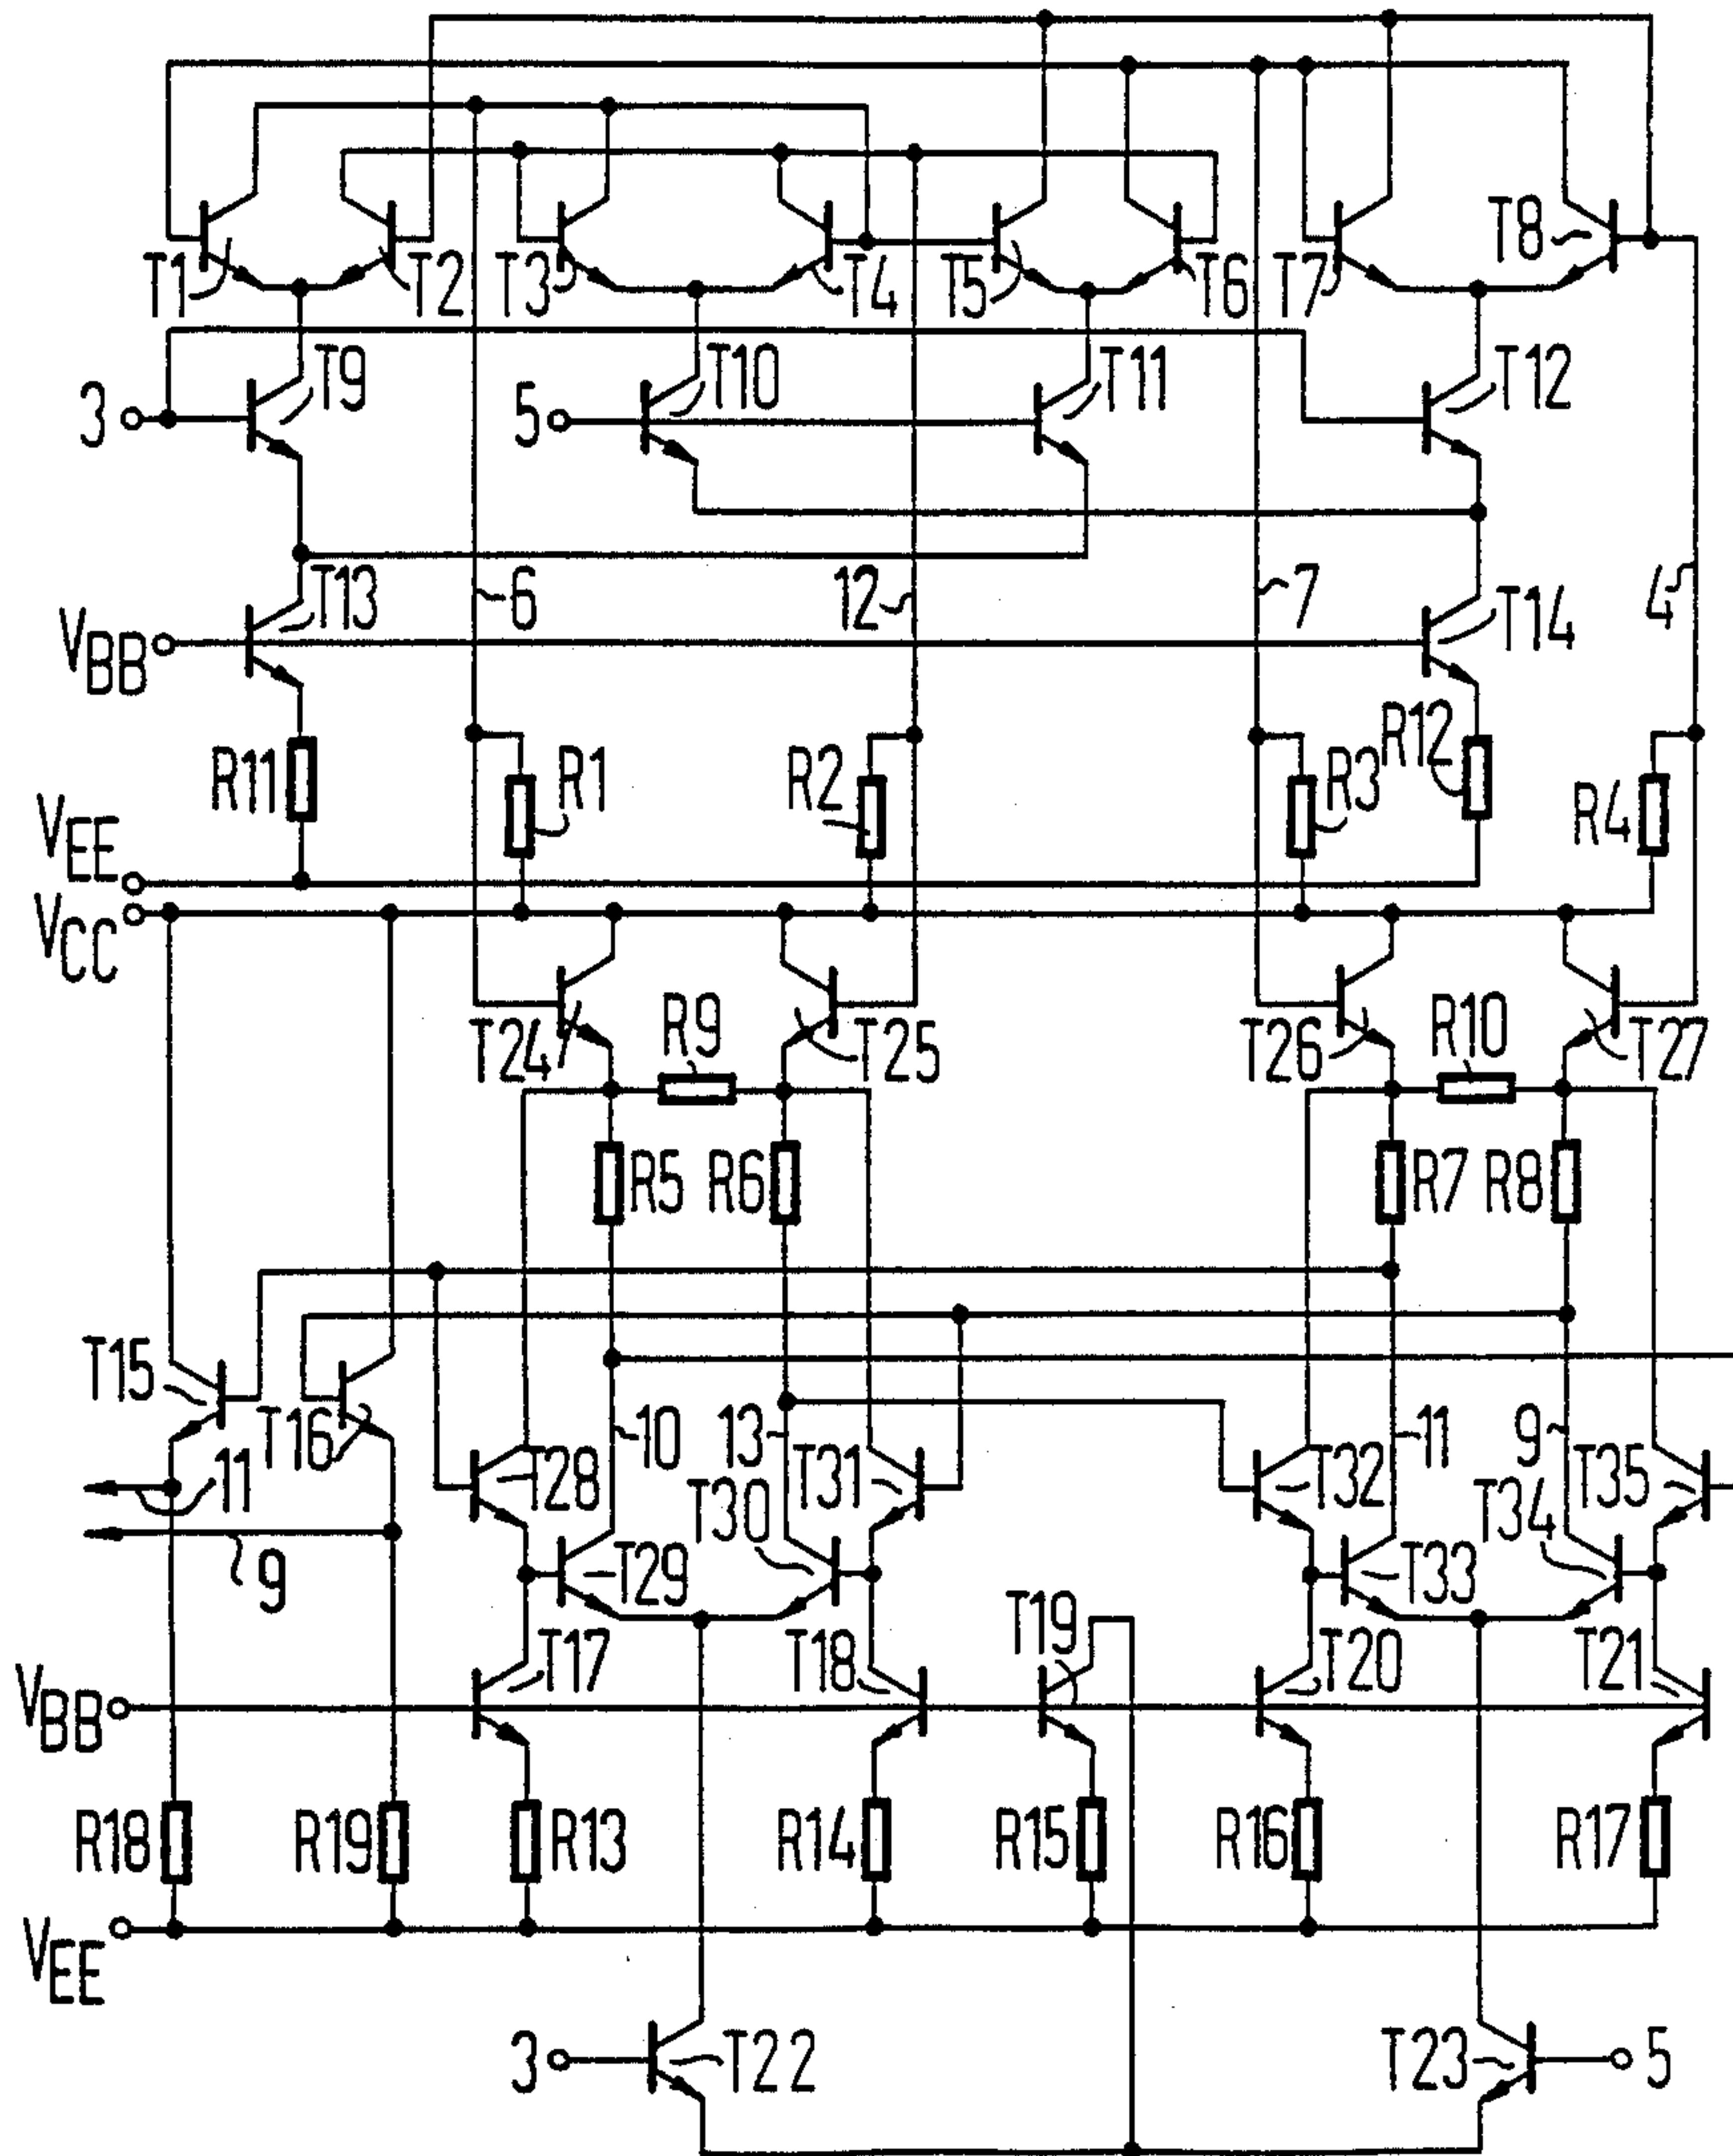 T1 T2 T3 T4 T5 T6 T7 T8
3 T9 5 T10 T11 T12
VBB T13 6 12 7 T14 4
R11 R1 R2 R3 R12 R4
VEE
VCC
T24 R9 T25 T26 R10 T27
R5 R6 R7 R8
T15 T16 10 13 11 9
11 T28 T30 T31 T32 T34 T35
9 T29 T33
T17 T18 T19 T20 T21
VBB
R18 R19 R13 R14 R15 R16 R17
VEE
3 T22 T23 5